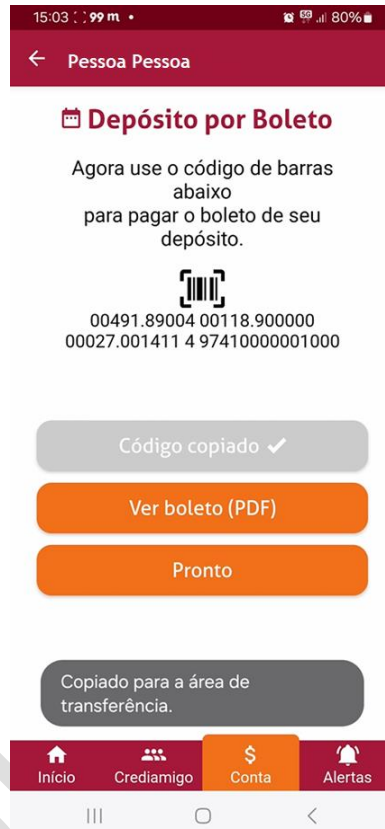 15:03 99 m • 5G 80%
Pessoa Pessoa
Depósito por Boleto
Agora use o código de barras
abaixo
para pagar o boleto de seu
depósito.
00491.89004 00118.900000
00027.001411 4 97410000001000
Código copiado ✓
Ver boleto (PDF)
Pronto
Copiado para a área de
transferência.
Início Crediamigo Conta Alertas